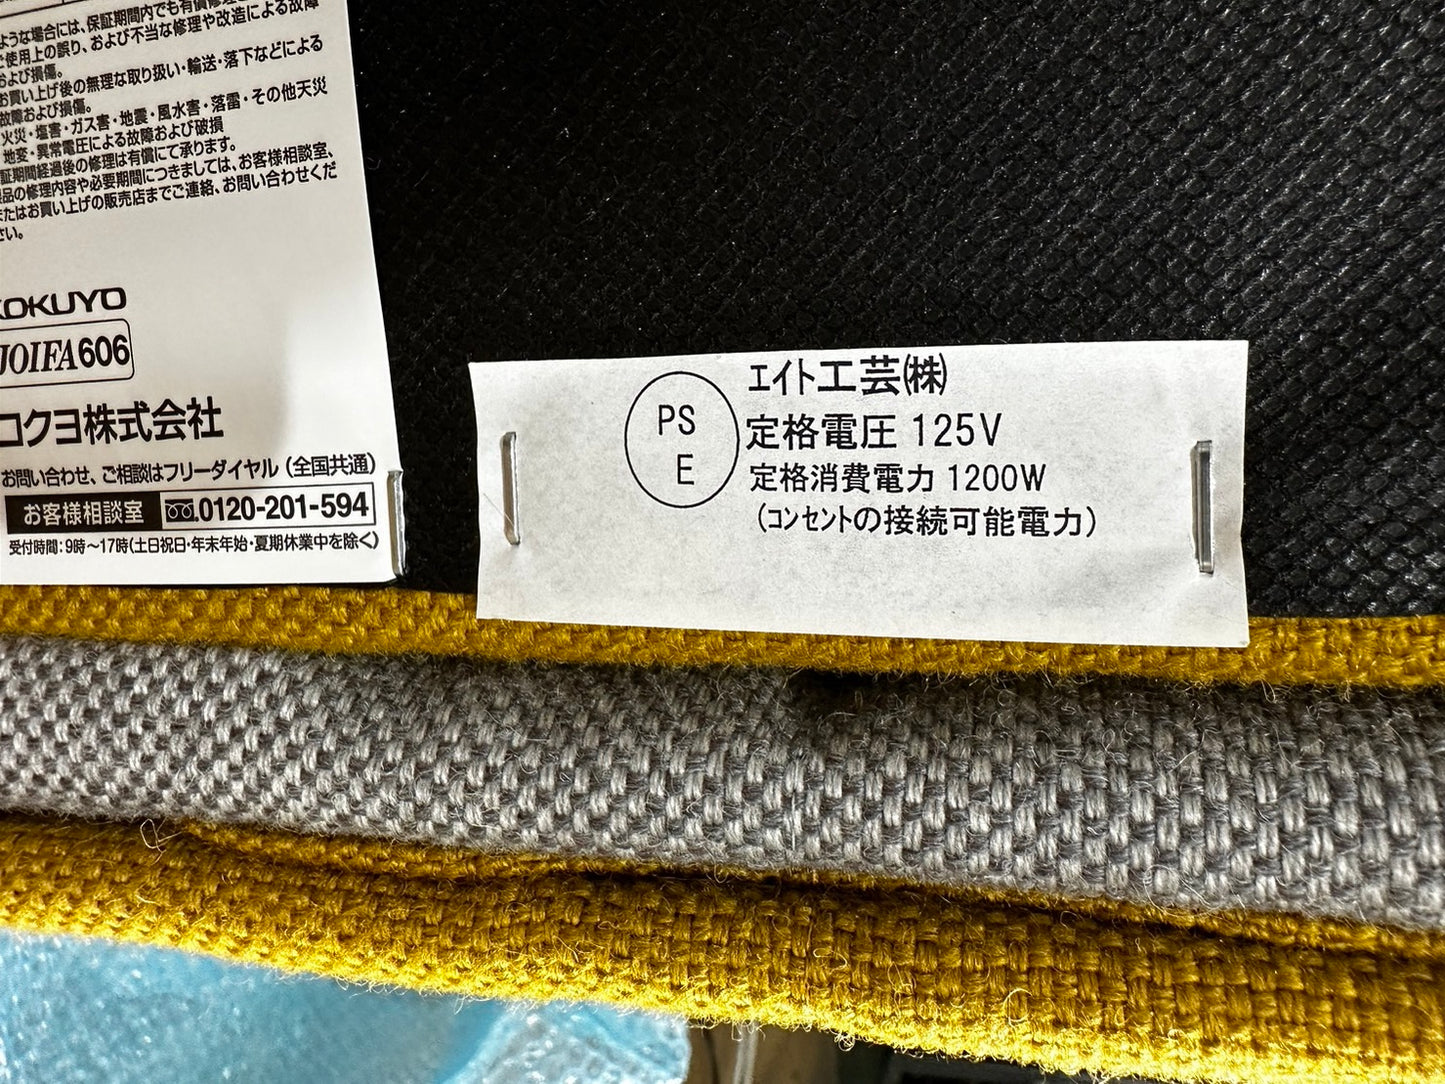 ような場合には、保証期間内でも有償修理
ご使用上の誤り、および不当な修理や改造による故障
および損傷。
お買い上げ後の無理な取り扱い・輸送・落下などによる
故障および損傷。
火災・塩害・ガス害・地震・風水害・落雷・その他天災
地変・異常電圧による故障および破損
証期間経過後の修理は有償にて承ります。
製品の修理内容や必要期間につきましては、お客様相談室、
またはお買い上げの販売店までご連絡、お問い合わせくだ
さい。
KOKUYO
JOIFA606
コクヨ株式会社
お問い合わせ、ご相談はフリーダイヤル（全国共通）
お客様相談室 0120-201-594
受付時間：9時～17時(土日祝日・年末年始・夏期休業中を除く)
PS
E
エイト工芸㈱
定格電圧 125V
定格消費電力 1200W
（コンセントの接続可能電力）